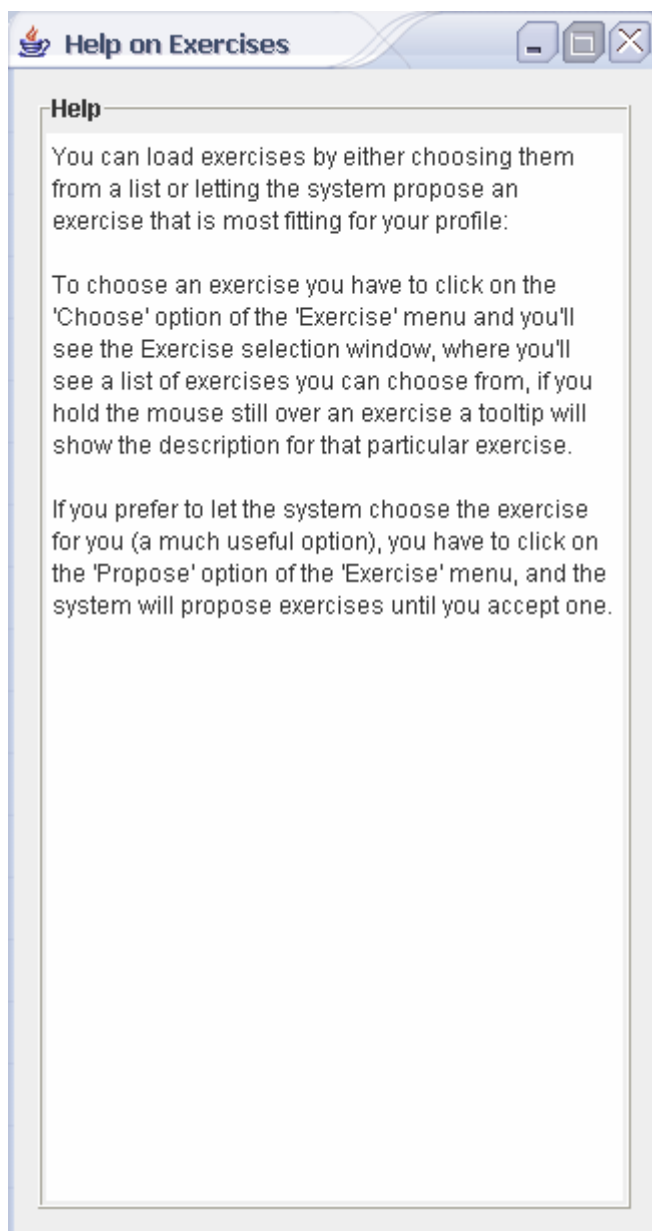 Help on Exercises
Help
You can load exercises by either choosing them
from a list or letting the system propose an
exercise that is most fitting for your profile:
To choose an exercise you have to click on the
'Choose' option of the 'Exercise' menu and you'll
see the Exercise selection window, where you'll
see a list of exercises you can choose from, if you
hold the mouse still over an exercise a tooltip will
show the description for that particular exercise.
If you prefer to let the system choose the exercise
for you (a much useful option), you have to click on
the 'Propose' option of the 'Exercise' menu, and the
system will propose exercises until you accept one.